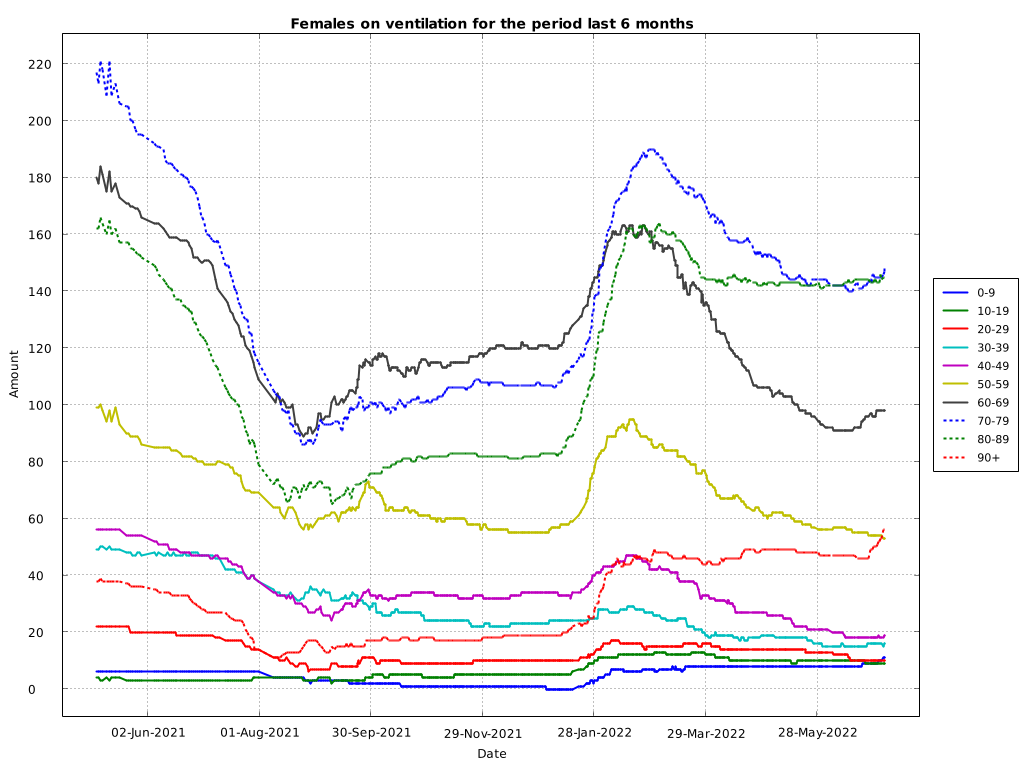 Females on ventilation for the period last 6 months
Amount
220
200
180
160
140
120
100
80
60
40
20
0
02-Jun-2021
01-Aug-2021
30-Sep-2021
29-Nov-2021
28-Jan-2022
29-Mar-2022
28-May-2022
Date
0-9
10-19
20-29
30-39
40-49
50-59
60-69
70-79
80-89
90+